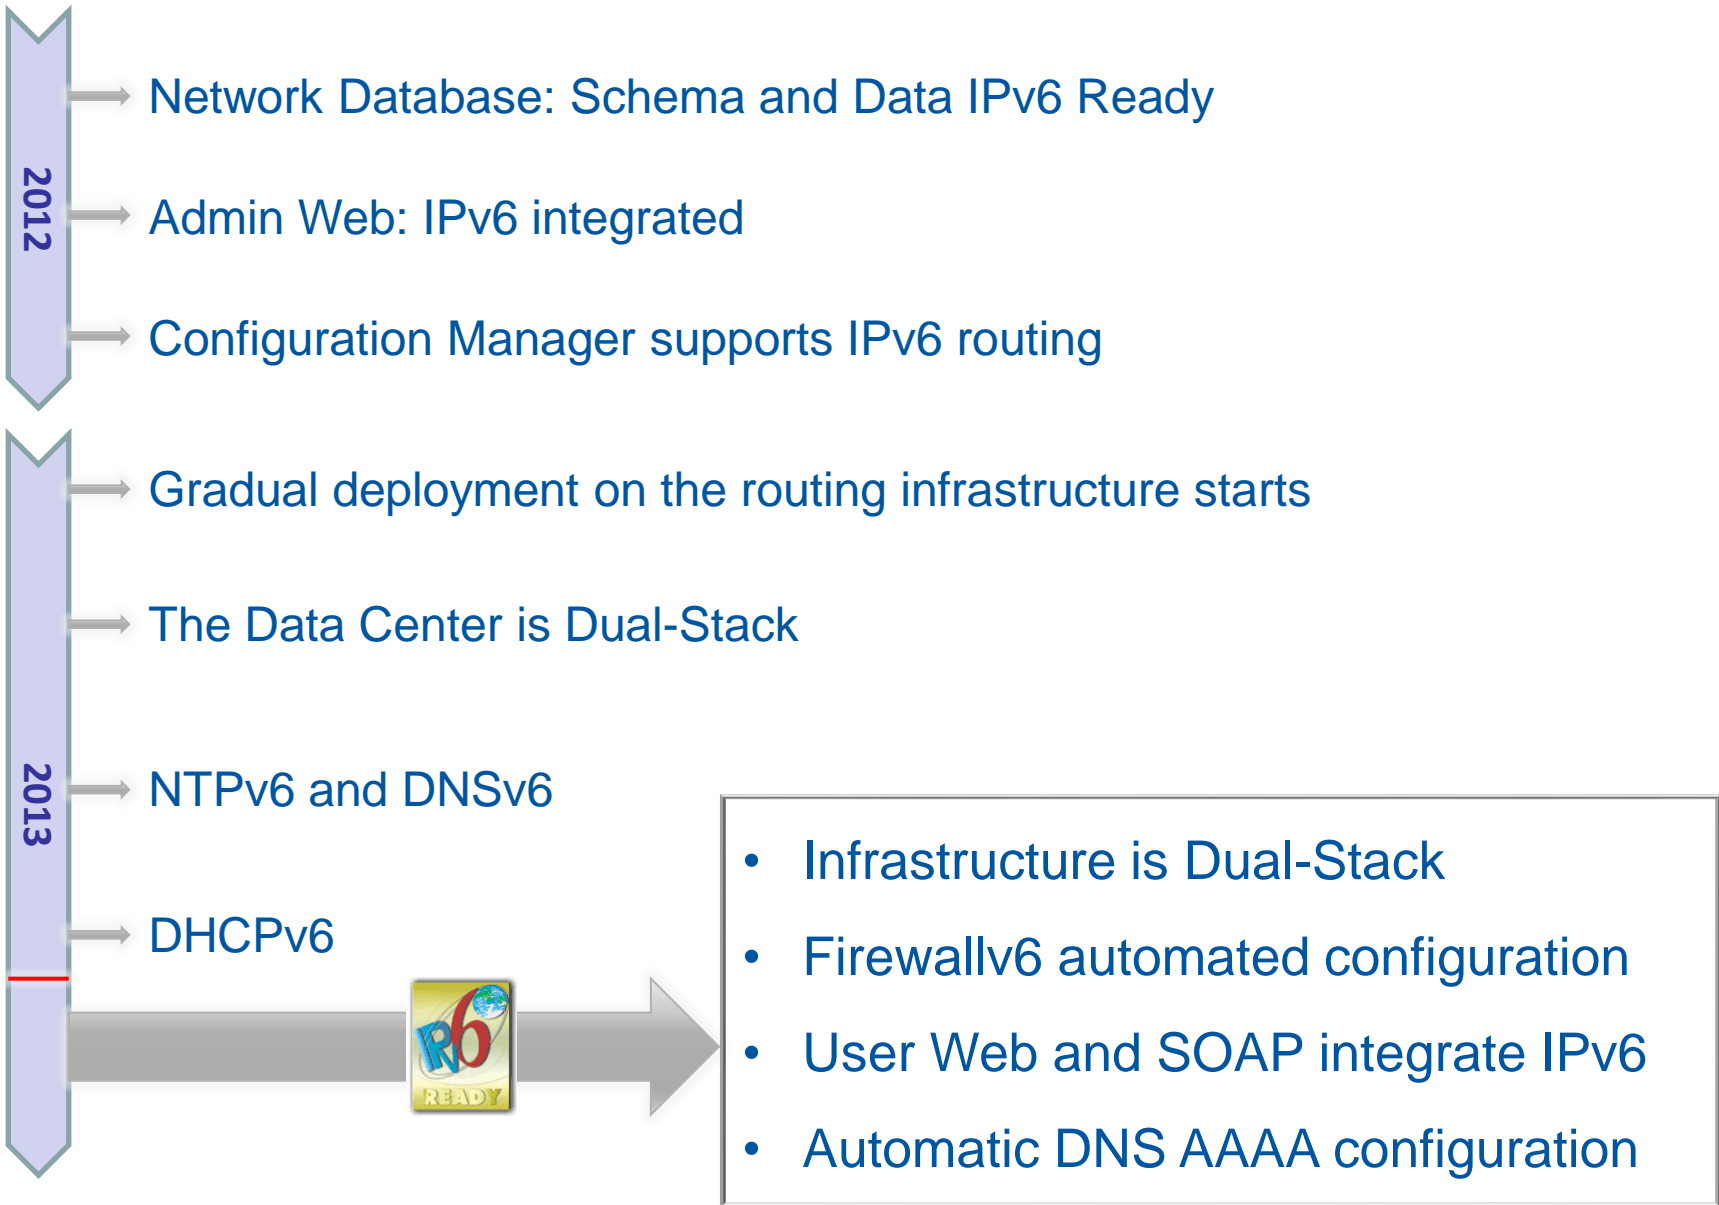 Network Database: Schema and Data IPv6 Ready
2012
Admin Web: IPv6 integrated
Configuration Manager supports IPv6 routing
Gradual deployment on the routing infrastructure starts
The Data Center is Dual-Stack
2013
NTPv6 and DNSv6
DHCPv6
IPv6
READY
• Infrastructure is Dual-Stack
• Firewallv6 automated configuration
• User Web and SOAP integrate IPv6
• Automatic DNS AAAA configuration